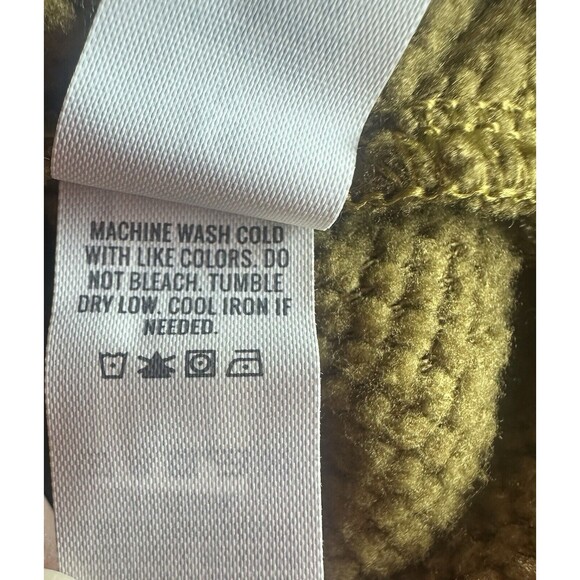 MACHINE WASH COLD
WITH LIKE COLORS. DO
NOT BLEACH. TUMBLE
DRY LOW. COOL IRON IF
NEEDED.